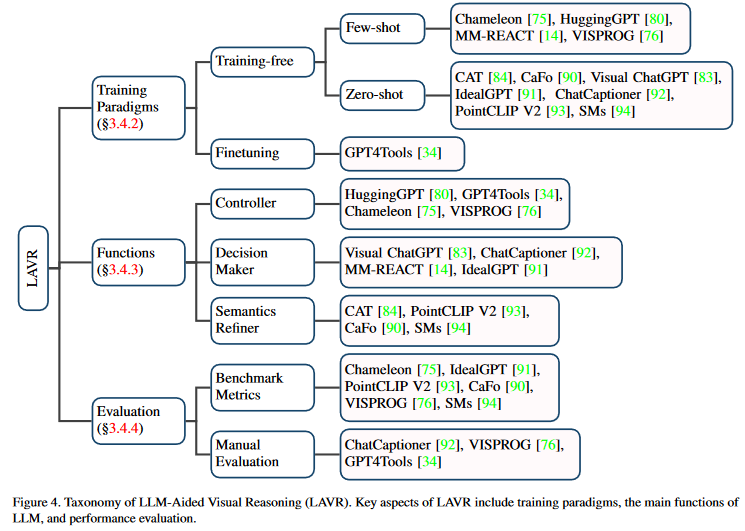 LAVR
Training
Paradigms
(§3.4.2)
Training-free
Few-shot
Chameleon [75], HuggingGPT [80],
MM-REACT [14], VISPROG [76]
Zero-shot
CAT [84], CaFo [90], Visual ChatGPT [83],
IdealGPT [91], ChatCaptioner [92],
PointCLIP V2 [93], SMs [94]
Finetuning
GPT4Tools [34]
Functions
(§3.4.3)
Controller
HuggingGPT [80], GPT4Tools [34],
Chameleon [75], VISPROG [76]
Decision
Maker
Visual ChatGPT [83], ChatCaptioner [92],
MM-REACT [14], IdealGPT [91]
Semantics
Refiner
CAT [84], PointCLIP V2 [93],
CaFo [90], SMs [94]
Evaluation
(§3.4.4)
Benchmark
Metrics
Chameleon [75], IdealGPT [91],
PointCLIP V2 [93], CaFo [90],
VISPROG [76], SMs [94]
Manual
Evaluation
ChatCaptioner [92], VISPROG [76],
GPT4Tools [34]
Figure 4. Taxonomy of LLM-Aided Visual Reasoning (LAVR). Key aspects of LAVR include training paradigms, the main functions of
LLM, and performance evaluation.